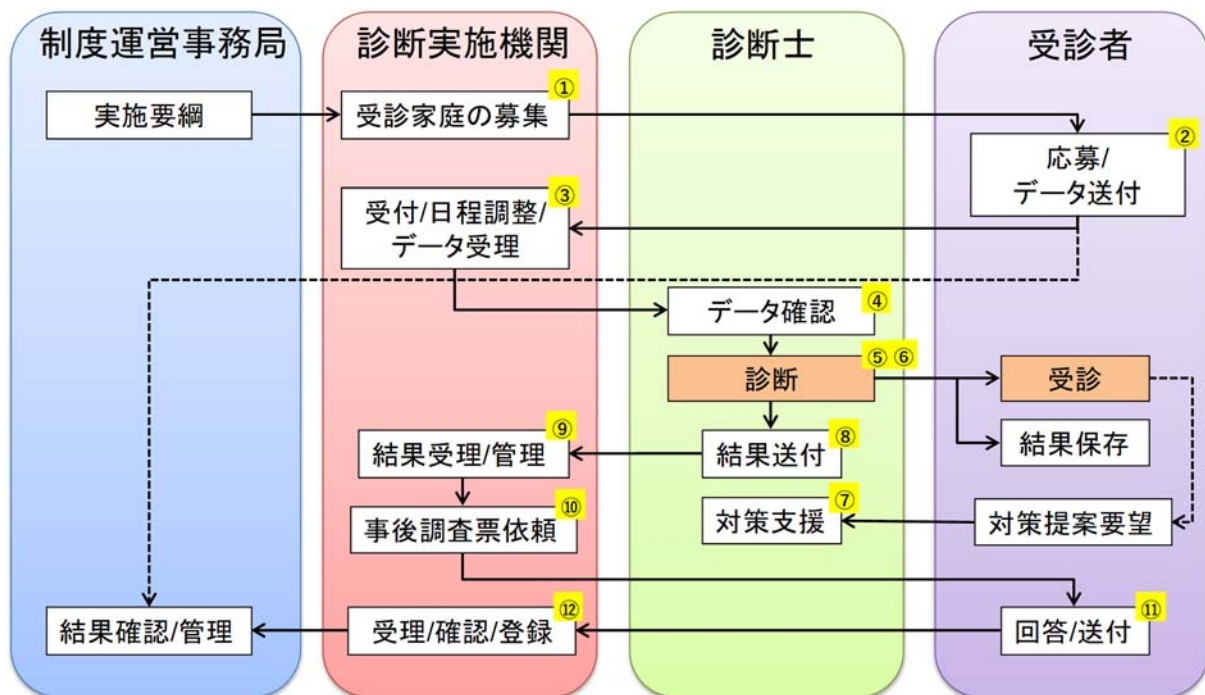 制度運営事務局
診断実施機関
診断士
受診者
実施要綱
①
受診家庭の募集
②
応募/
データ送付
③
受付/日程調整/
データ受理
④
データ確認
⑤⑥
診断
受診
結果保存
⑧
結果送付
⑨
結果受理/管理
⑦
対策支援
対策提案要望
⑩
事後調査票依頼
⑪
回答/送付
⑫
受理/確認/登録
結果確認/管理